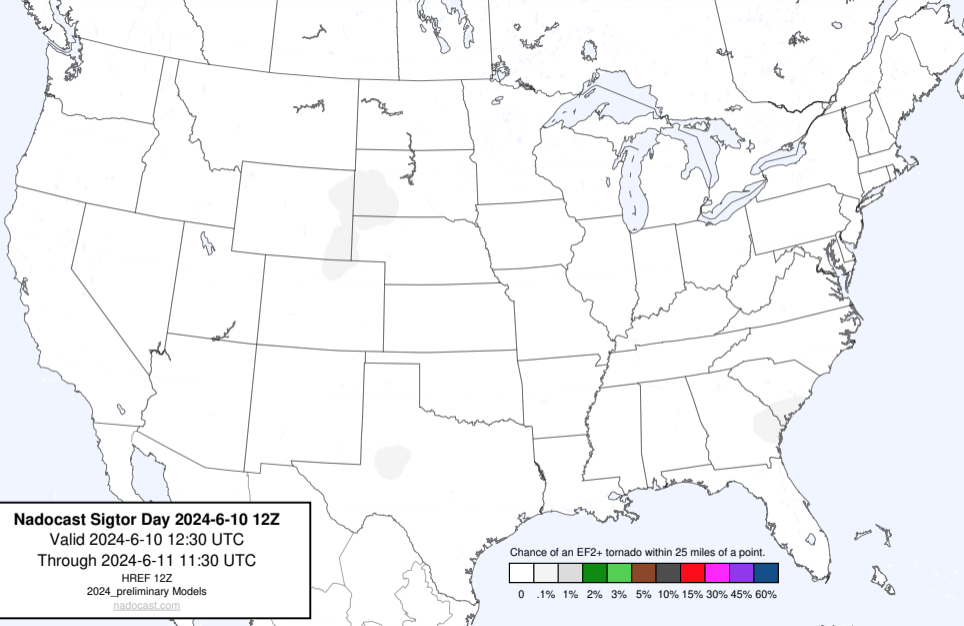 Nadocast Sigtor Day 2024-6-10 12Z
Valid 2024-6-10 12:30 UTC
Through 2024-6-11 11:30 UTC
HREF 12Z
2024_preliminary Models
nadocast.com
Chance of an EF2+ tornado within 25 miles of a point.
0 .1% 1% 2% 3% 5% 10% 15% 30% 45% 60%